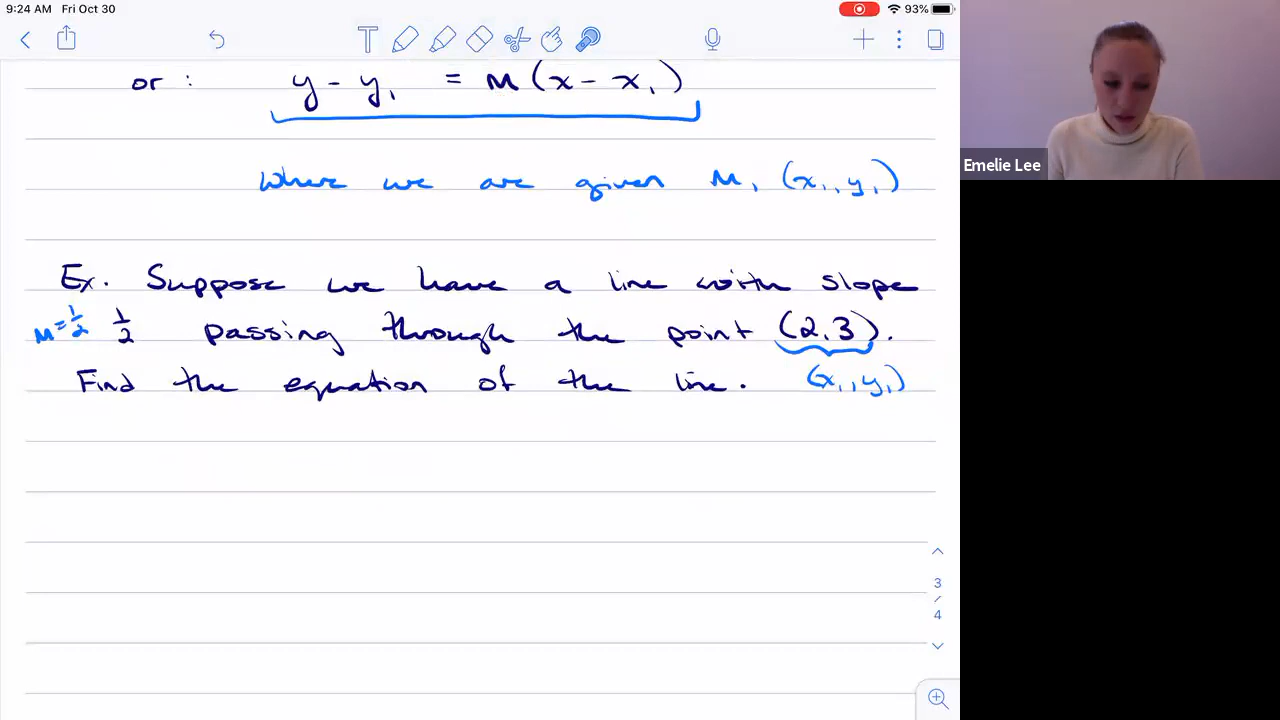 9:24 AM Fri Oct 30
93%
or : y - y₁ = m (x - x₁)
where we are given m, (x₁, y₁)
Ex. Suppose we have a line with slope
m = 1/2 1/2 passing through the point (2,3).
Find the equation of the line. (x₁, y₁)
Emelie Lee
3
/
4